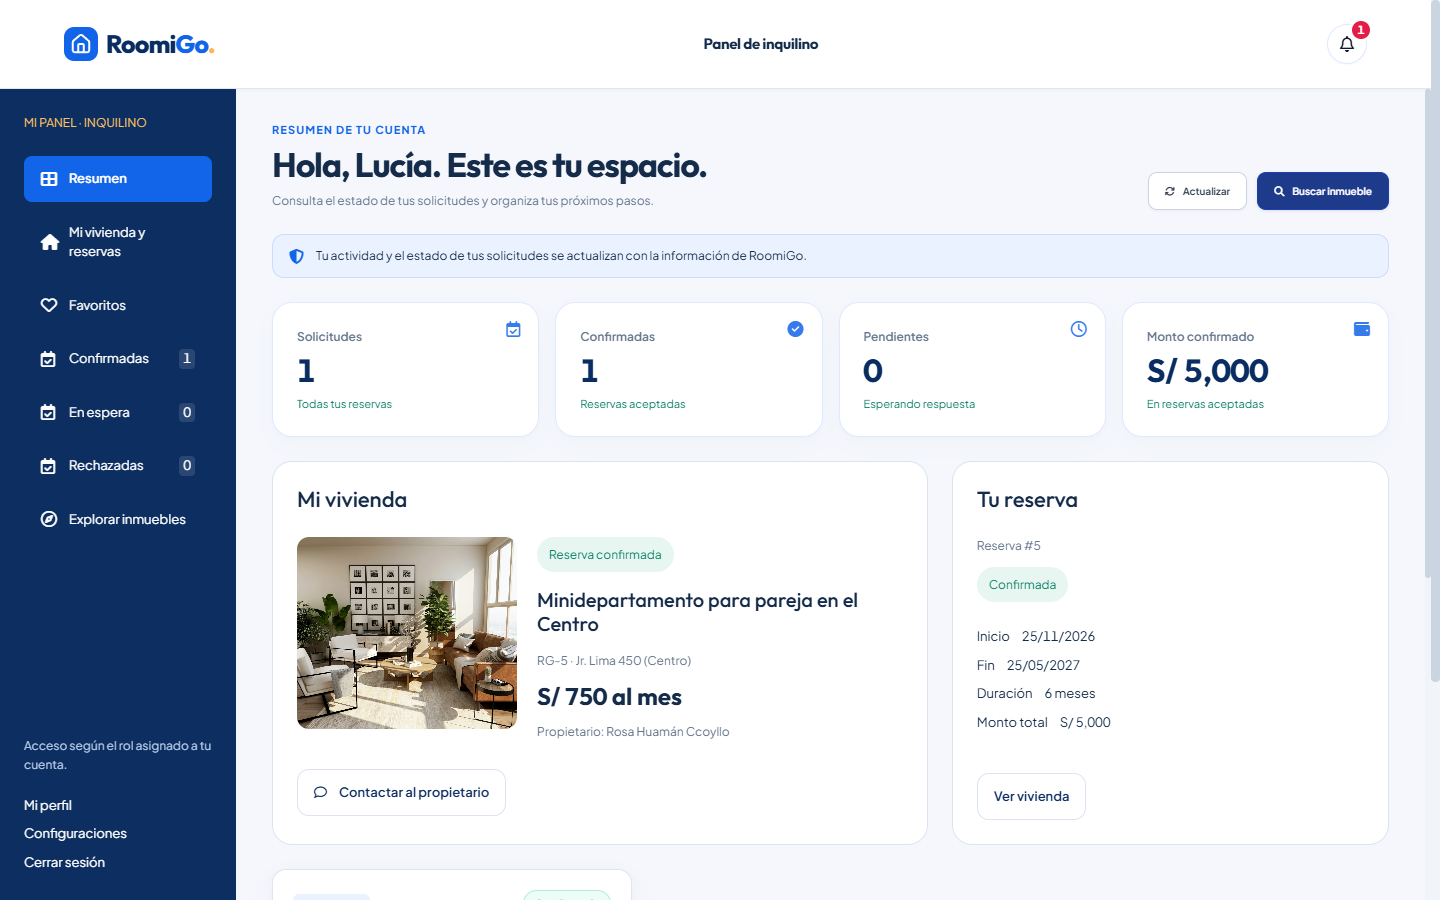 RoomiGo.
Panel de inquilino
1
MI PANEL · INQUILINO
Resumen
Mi vivienda y
reservas
Favoritos
Confirmadas 1
En espera 0
Rechazadas 0
Explorar inmuebles
Acceso según el rol asignado a tu
cuenta.
Mi perfil
Configuraciones
Cerrar sesión
RESUMEN DE TU CUENTA
Hola, Lucía. Este es tu espacio.
Consulta el estado de tus solicitudes y organiza tus próximos pasos.
Actualizar
Buscar inmueble
Tu actividad y el estado de tus solicitudes se actualizan con la información de RoomiGo.
Solicitudes
1
Todas tus reservas
Confirmadas
1
Reservas aceptadas
Pendientes
0
Esperando respuesta
Monto confirmado
S/ 5,000
En reservas aceptadas
Mi vivienda
Reserva confirmada
Minidepartamento para pareja en el
Centro
RG-5 · Jr. Lima 450 (Centro)
S/ 750 al mes
Propietario: Rosa Huamán Ccoyllo
Contactar al propietario
Tu reserva
Reserva #5
Confirmada
Inicio 25/11/2026
Fin 25/05/2027
Duración 6 meses
Monto total S/ 5,000
Ver vivienda